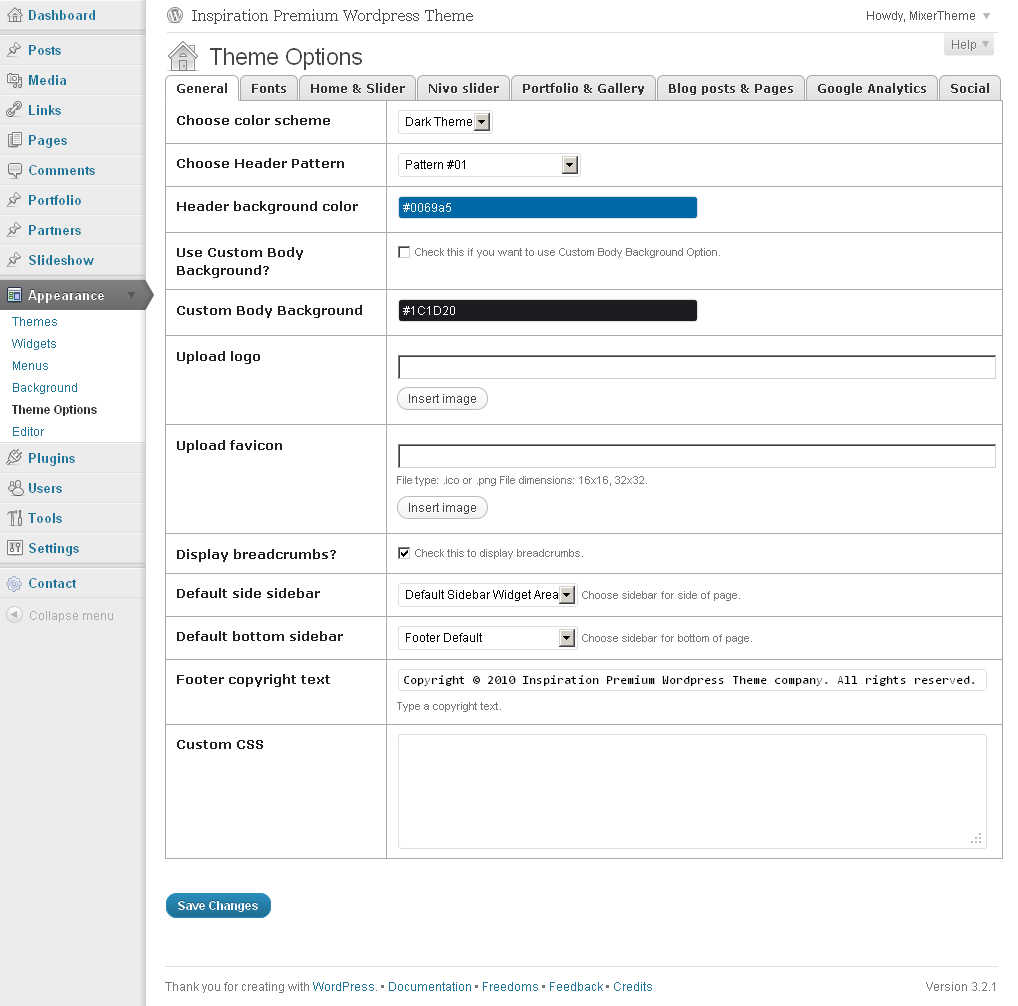 Dashboard
Posts
Media
Links
Pages
Comments
Portfolio
Partners
Slideshow
Appearance
Themes
Widgets
Menus
Background
Theme Options
Editor
Plugins
Users
Tools
Settings
Contact
Collapse menu
Inspiration Premium Wordpress Theme
Howdy, MixerTheme
Help
Theme Options
General Fonts Home & Slider Nivo slider Portfolio & Gallery Blog posts & Pages Google Analytics Social
Choose color scheme Dark Theme
Choose Header Pattern Pattern #01
Header background color #0069a5
Use Custom Body
Background?
Check this if you want to use Custom Body Background Option.
Custom Body Background #1C1D20
Upload logo
Insert image
Upload favicon
File type: .ico or .png File dimensions: 16x16, 32x32.
Insert image
Display breadcrumbs? Check this to display breadcrumbs.
Default side sidebar Default Sidebar Widget Area Choose sidebar for side of page.
Default bottom sidebar Footer Default Choose sidebar for bottom of page.
Footer copyright text Copyright © 2010 Inspiration Premium Wordpress Theme company. All rights reserved.
Type a copyright text.
Custom CSS
Save Changes
Thank you for creating with WordPress. • Documentation • Freedoms • Feedback • Credits
Version 3.2.1